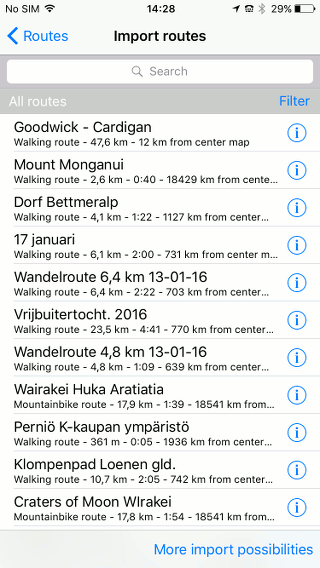 No SIM 14:28 29%
Routes Import routes
Search
All routes Filter
Goodwick - Cardigan
Walking route - 47,6 km - 12 km from center map
Mount Monganui
Walking route - 2,6 km - 0:40 - 18429 km from cente...
Dorf Bettmeralp
Walking route - 4,1 km - 1:22 - 1127 km from center...
17 januari
Walking route - 6,1 km - 2:00 - 731 km from center m...
Wandelroute 6,4 km 13-01-16
Walking route - 6,4 km - 2:22 - 703 km from center...
Vrijbuitertocht. 2016
Walking route - 23,5 km - 4:41 - 770 km from center...
Wandelroute 4,8 km 13-01-16
Walking route - 4,8 km - 1:09 - 639 km from center...
Wairakei Huka Aratiatia
Mountainbike route - 17,9 km - 1:39 - 18541 km from...
Perniö K-kaupan ympäristö
Walking route - 361 m - 0:05 - 1936 km from center...
Klompenpad Loenen gld.
Walking route - 10,7 km - 2:05 - 742 km from center...
Craters of Moon WIrakei
Mountainbike route - 17,8 km - 1:54 - 18541 km from...
More import possibilities